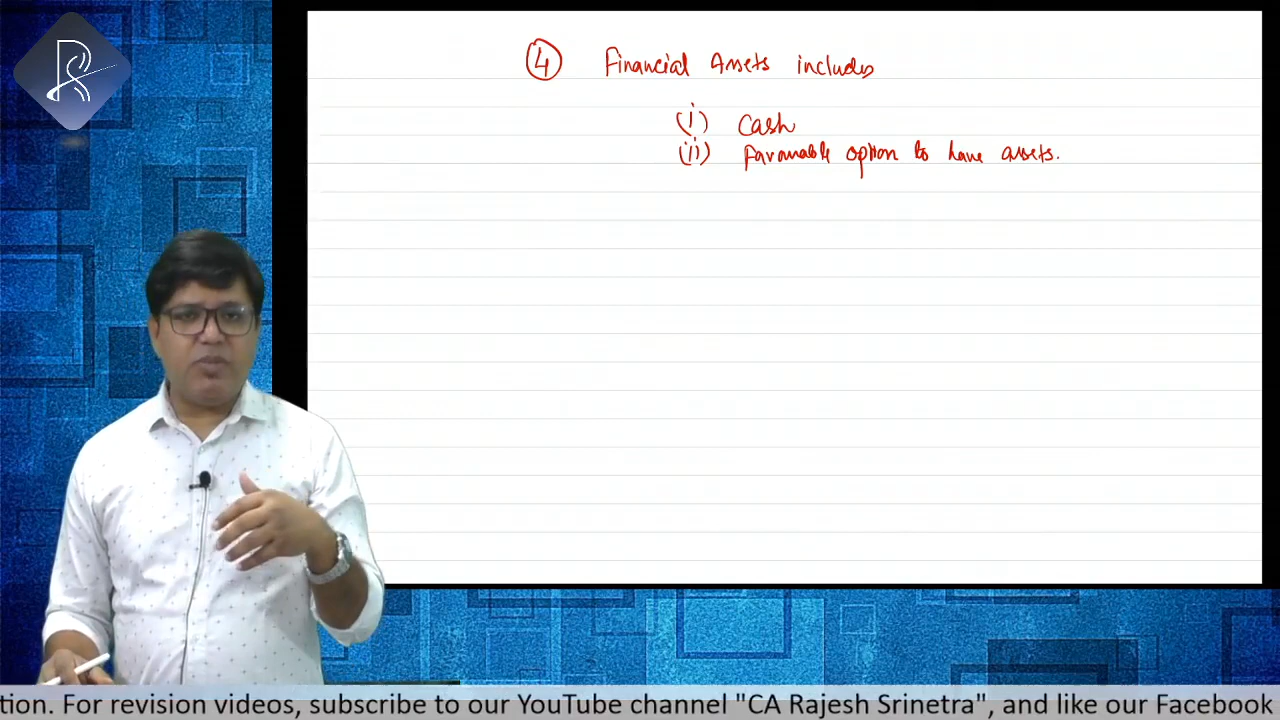 RS
④ Financial Assets includes
(i) Cash
(ii) Favourable option to have assets.
tion. For revision videos, subscribe to our YouTube channel "CA Rajesh Srinetra", and like our Facebook